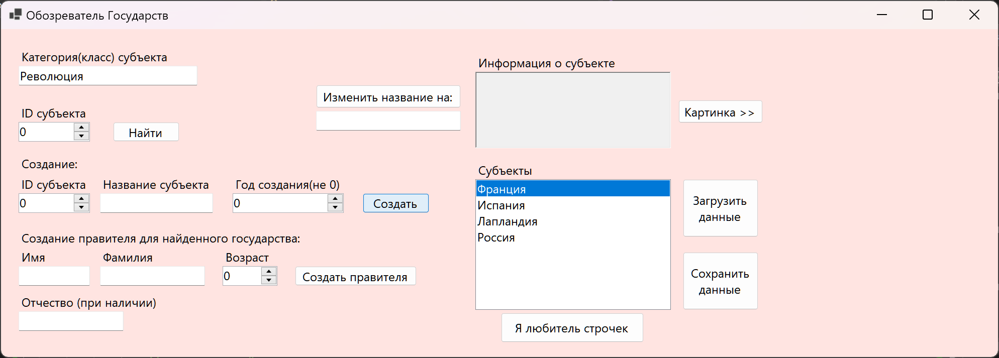 Обозреватель Государств
Категория(класс) субъекта
Революция
ID субъекта
0
Найти
Изменить название на:
Создание:
ID субъекта
0
Название субъекта
Год создания(не 0)
0
Создать
Создание правителя для найденного государства:
Имя
Фамилия
Возраст
0
Создать правителя
Отчество (при наличии)
Информация о субъекте
Картинка >>
Субъекты
Франция
Испания
Лапландия
Россия
Загрузить
данные
Сохранить
данные
Я любитель строчек